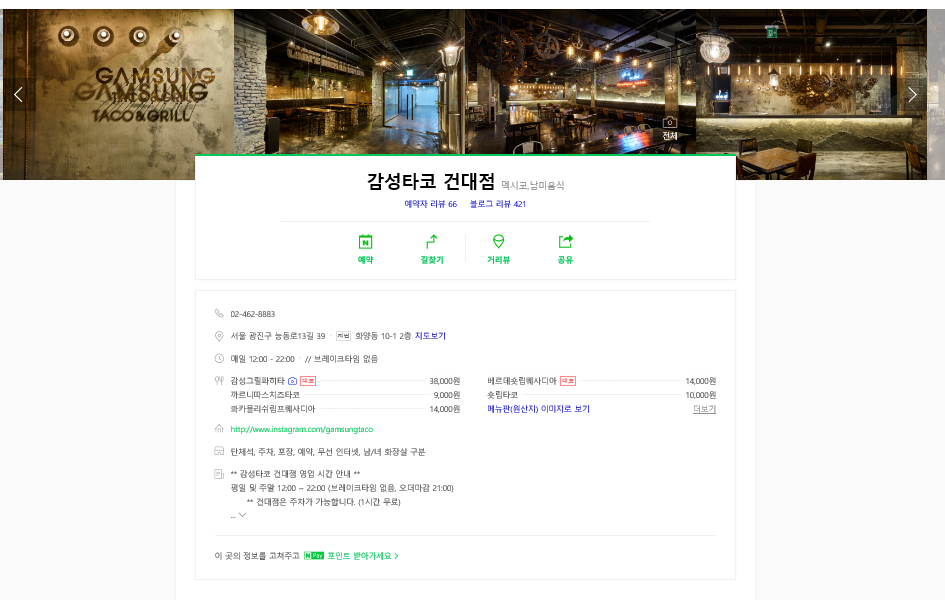 GAMSUNG
GAMSUNG
TACO&GRILL
전체
감성타코 건대점 멕시코,남미음식
예약자 리뷰 66 블로그 리뷰 421
예약 길찾기 거리뷰 공유
02-462-8883
서울 광진구 능동로13길 39 지번 화양동 10-1 2층 지도보기
매일 12:00 - 22:00 // 브레이크타임 없음
감성그릴파히타 대표 38,000원 베르데숏림퀘사디아 대표 14,000원
까르니따스치즈타코 9,000원 숏림타코 10,000원
콰카몰리쉬림프퀘사디아 14,000원 메뉴판(원산지) 이미지로 보기 더보기
http://www.instagram.com/gamsungtaco
단체석, 주차, 포장, 예약, 무선 인터넷, 남/녀 화장실 구분
** 감성타코 건대점 영업 시간 안내 **
평일 및 주말 12:00 ~ 22:00 (브레이크타임 없음, 오더마감 21:00)
** 건대점은 주차가 가능합니다. (1시간 무료)
...
이 곳의 정보를 고쳐주고 N Pay 포인트 받아가세요 >